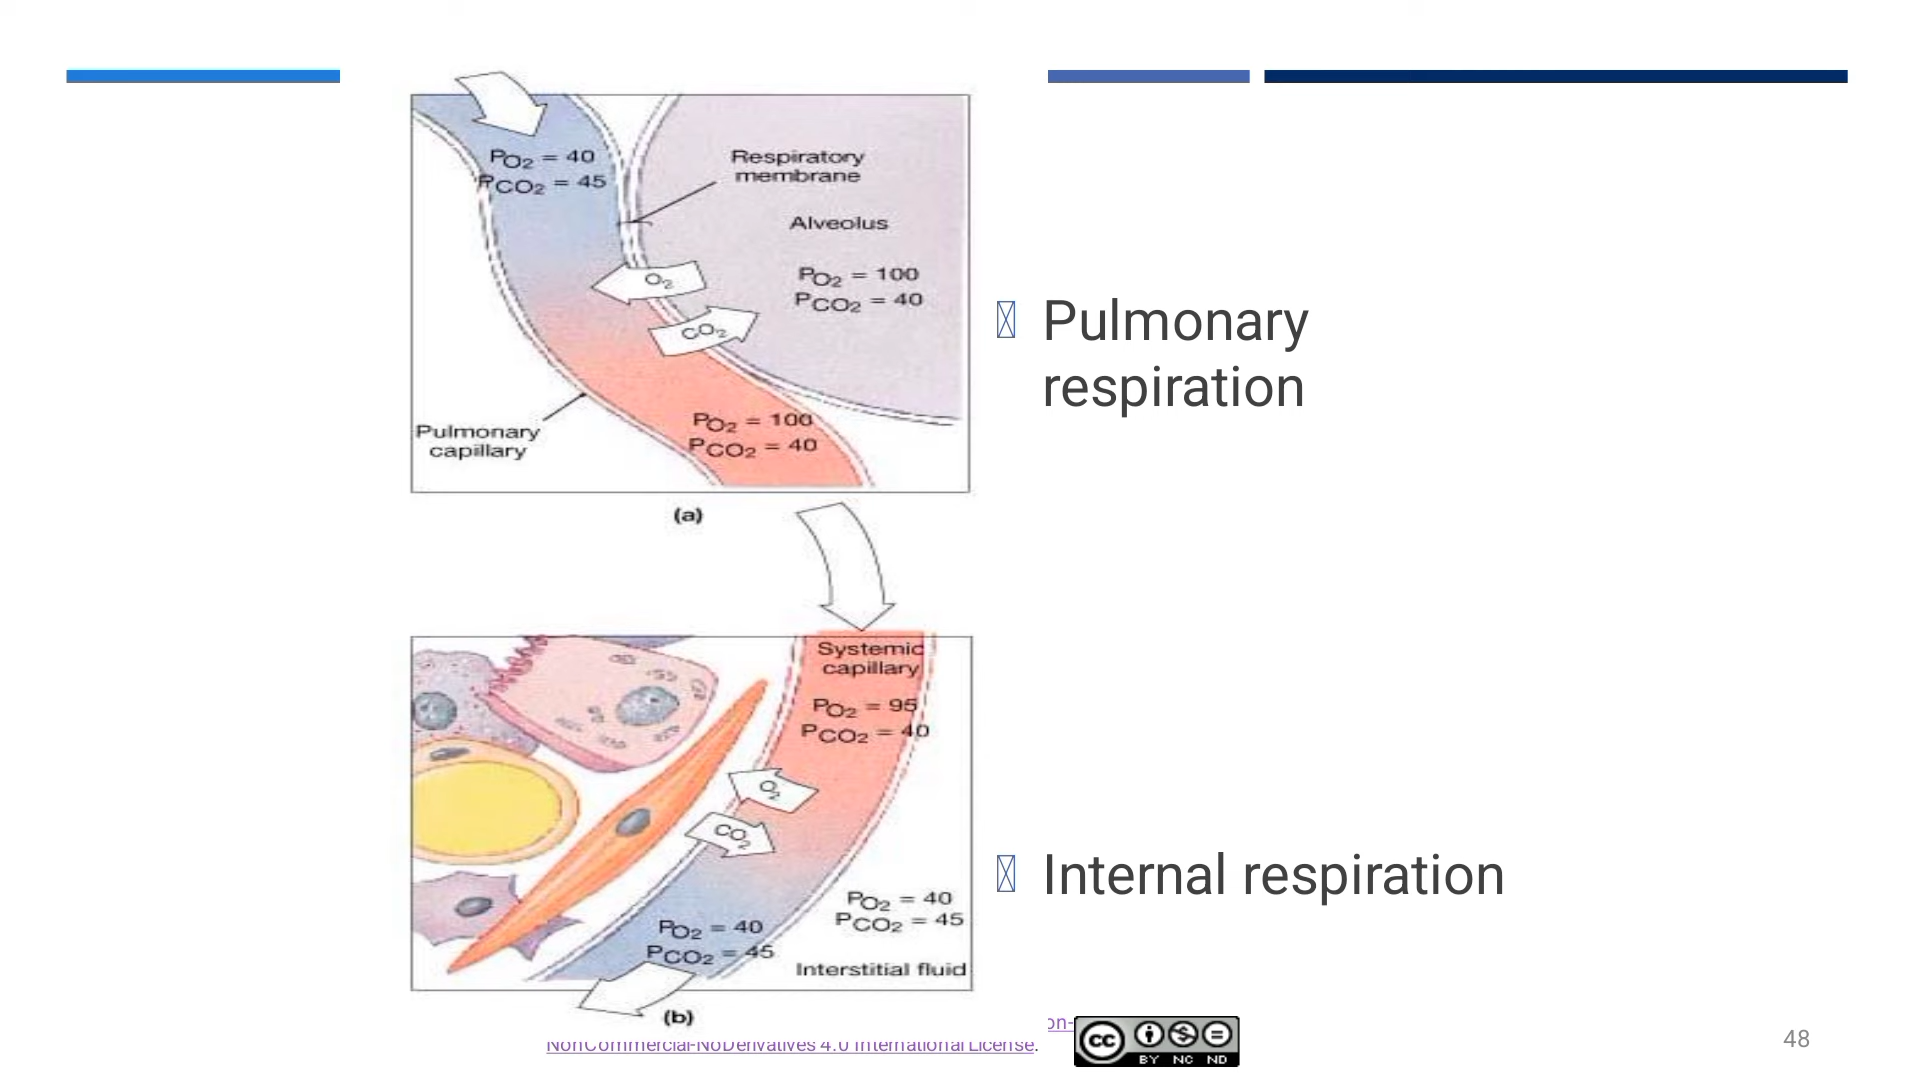 PO2 = 40
PCO2 = 45
Respiratory
membrane
Alveolus
PO2 = 100
PCO2 = 40
O2
CO2
Pulmonary
capillary
PO2 = 100
PCO2 = 40
(a)
Pulmonary
respiration
Systemic
capillary
PO2 = 95
PCO2 = 40
O2
CO2
Internal respiration
PO2 = 40
PCO2 = 45
PO2 = 40
PCO2 = 45
Interstitial fluid
(b)
on-
NonCommercial-NoDerivatives 4.0 International License.
cc
BY NC ND
48